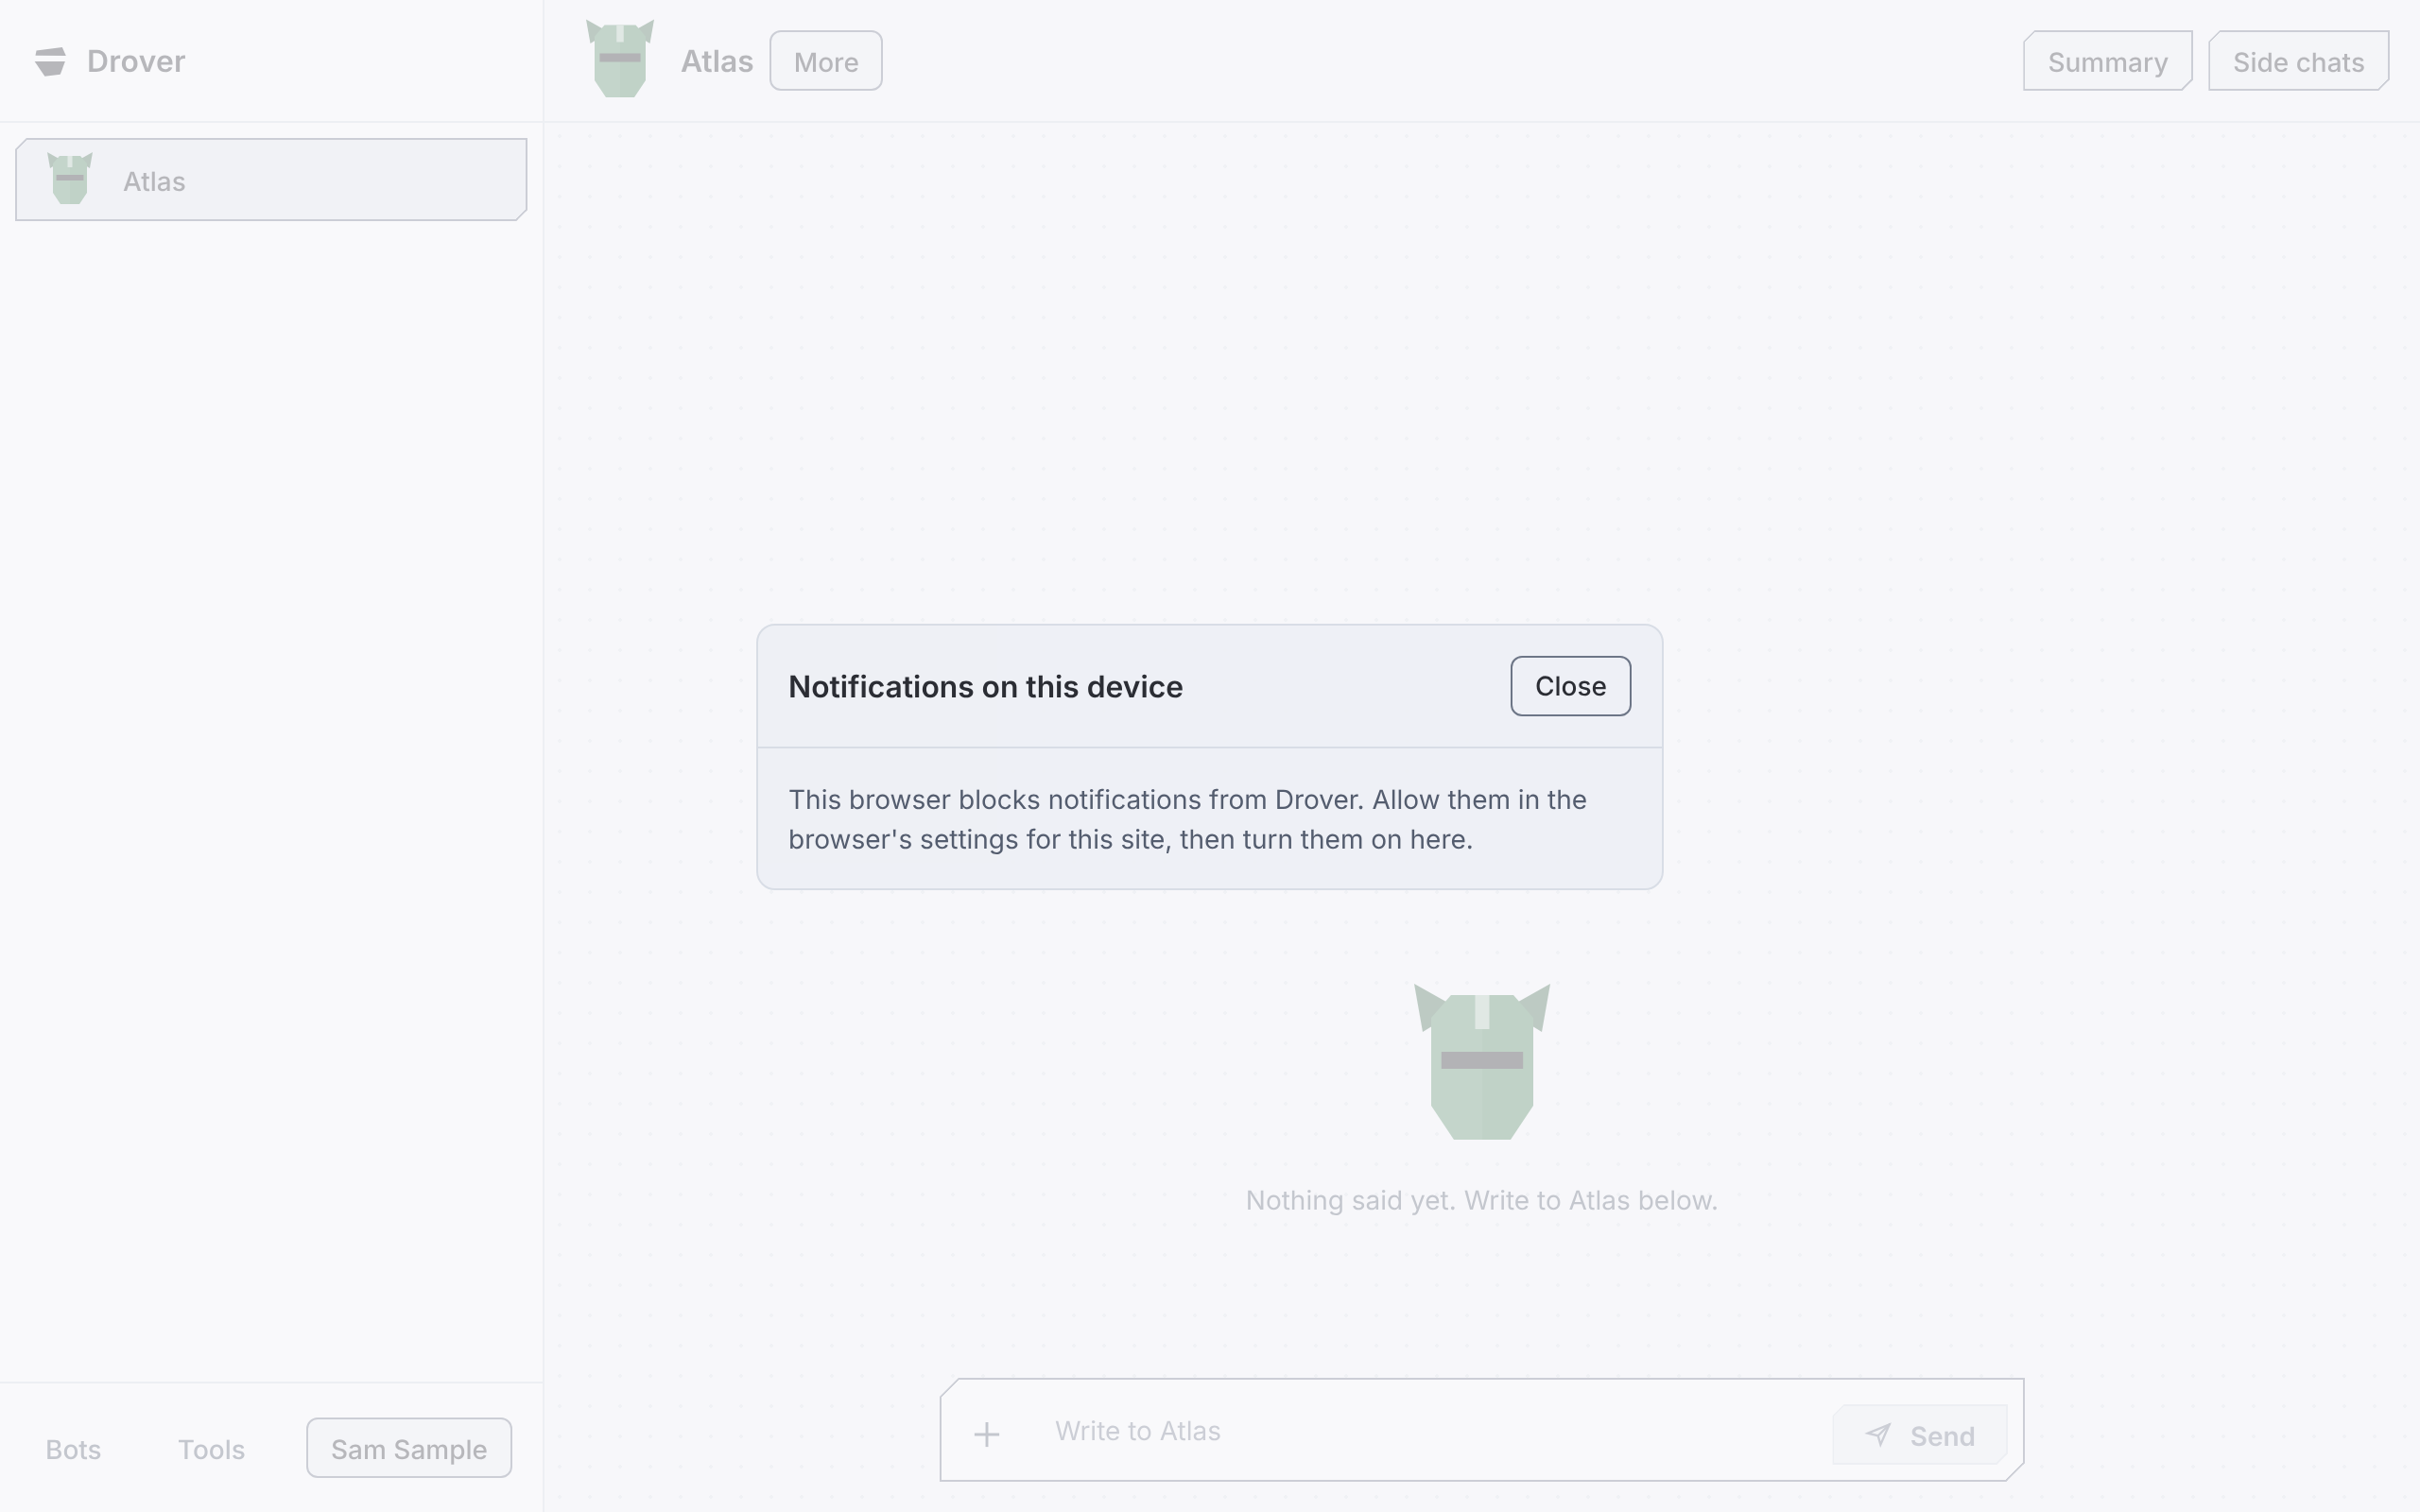 Drover
Atlas
More
Summary
Side chats
Atlas
Notifications on this device
Close
This browser blocks notifications from Drover. Allow them in the
browser's settings for this site, then turn them on here.
Nothing said yet. Write to Atlas below.
Write to Atlas
Send
Bots
Tools
Sam Sample